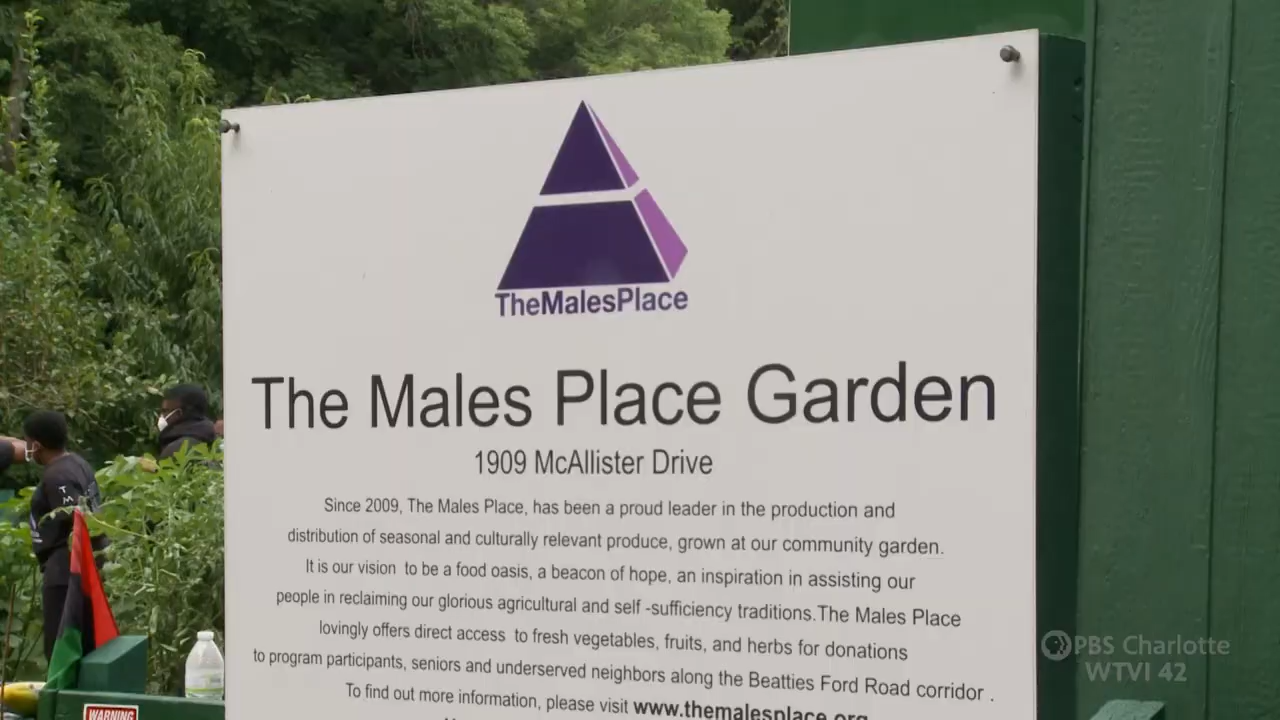 TheMalesPlace
The Males Place Garden
1909 McAllister Drive
Since 2009, The Males Place, has been a proud leader in the production and
distribution of seasonal and culturally relevant produce, grown at our community garden.
It is our vision to be a food oasis, a beacon of hope, an inspiration in assisting our
people in reclaiming our glorious agricultural and self -sufficiency traditions.The Males Place
lovingly offers direct access to fresh vegetables, fruits, and herbs for donations
to program participants, seniors and underserved neighbors along the Beatties Ford Road corridor .
To find out more information, please visit www.themalesplace.org
WARNING
PBS Charlotte
WTVI 42